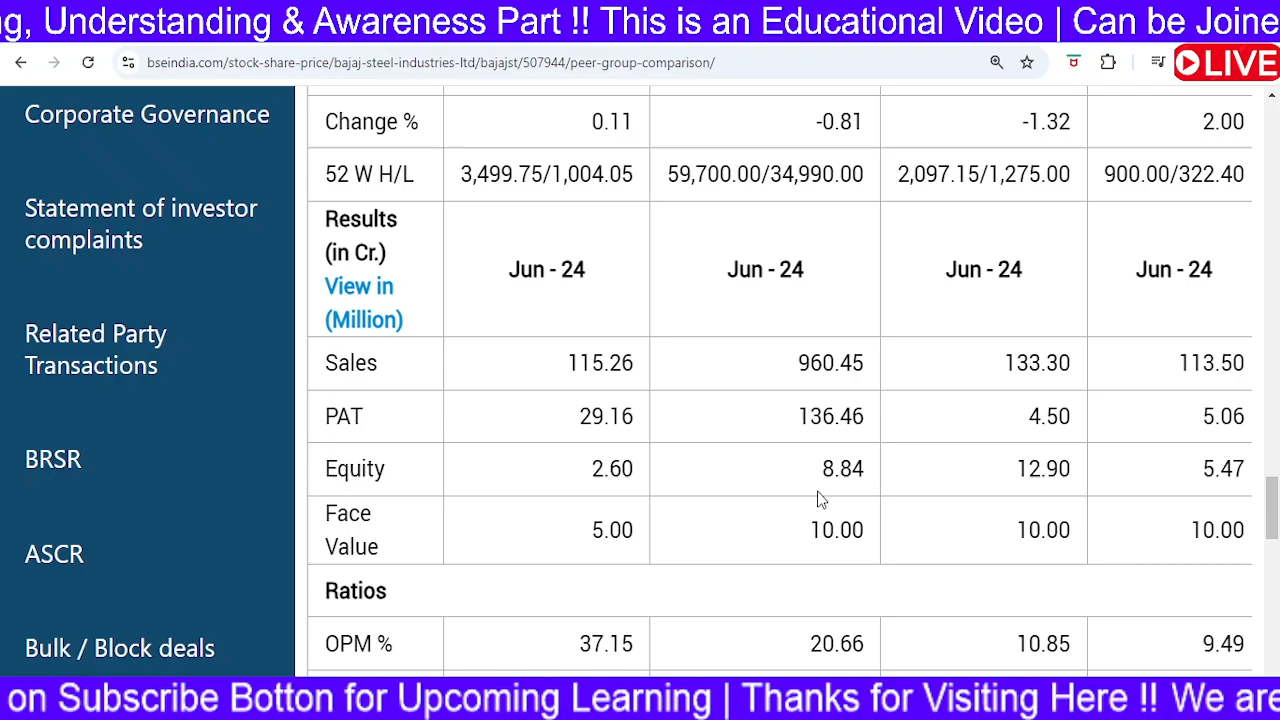 g, Understanding & Awareness Part !! This is an Educational Video | Can be Joine
bseindia.com/stock-share-price/bajaj-steel-industries-ltd/bajajst/507944/peer-group-comparison/
LIVE
Corporate Governance
Statement of investor
complaints
Related Party
Transactions
BRSR
ASCR
Bulk / Block deals
Change % 0.11 -0.81 -1.32 2.00
52 W H/L 3,499.75/1,004.05 59,700.00/34,990.00 2,097.15/1,275.00 900.00/322.40
Results
(in Cr.)
View in
(Million)
Jun - 24 Jun - 24 Jun - 24 Jun - 24
Sales 115.26 960.45 133.30 113.50
PAT 29.16 136.46 4.50 5.06
Equity 2.60 8.84 12.90 5.47
Face
Value
5.00 10.00 10.00 10.00
Ratios
OPM % 37.15 20.66 10.85 9.49
on Subscribe Botton for Upcoming Learning | Thanks for Visiting Here !! We are